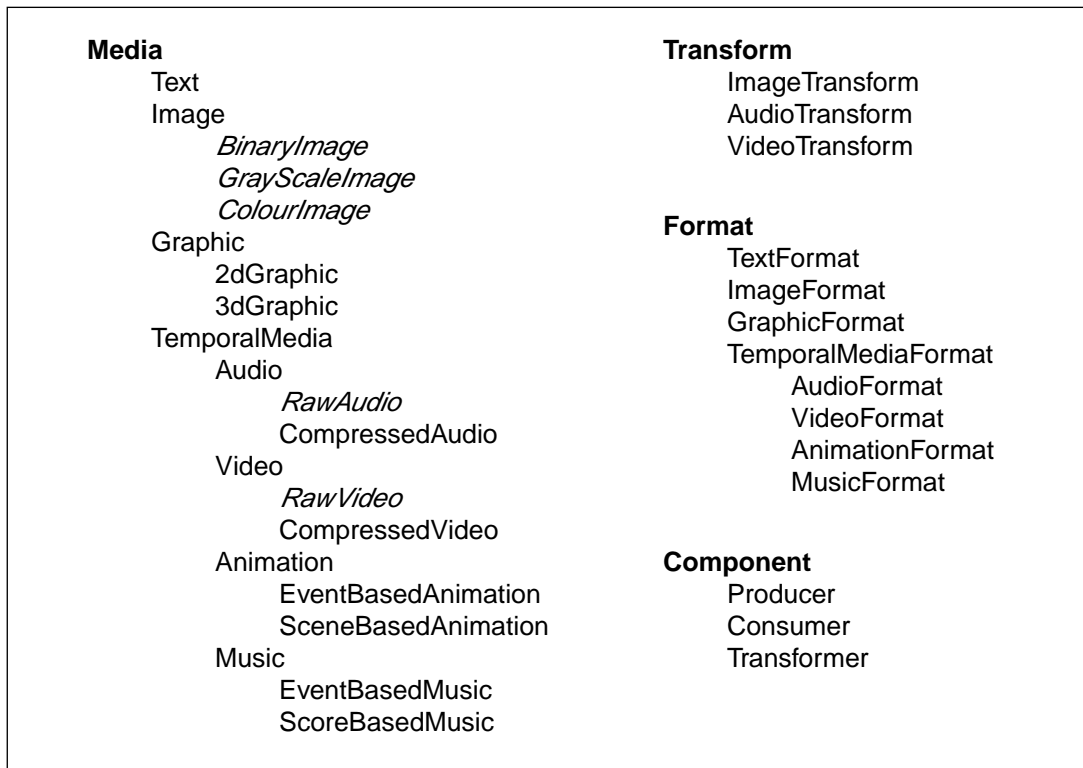 Media
Text
Image
BinaryImage
GrayScaleImage
ColourImage
Graphic
2dGraphic
3dGraphic
TemporalMedia
Audio
RawAudio
CompressedAudio
Video
RawVideo
CompressedVideo
Animation
EventBasedAnimation
SceneBasedAnimation
Music
EventBasedMusic
ScoreBasedMusic
Transform
ImageTransform
AudioTransform
VideoTransform
Format
TextFormat
ImageFormat
GraphicFormat
TemporalMediaFormat
AudioFormat
VideoFormat
AnimationFormat
MusicFormat
Component
Producer
Consumer
Transformer